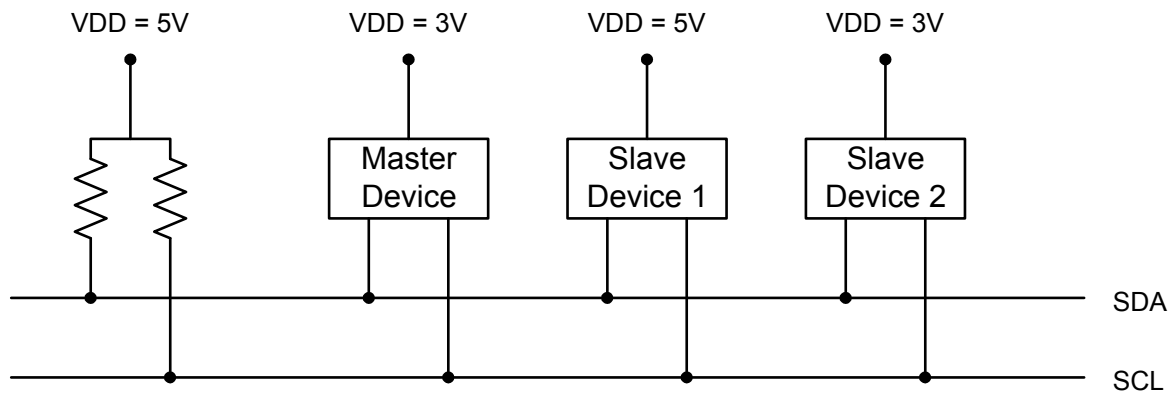 VDD = 5V
VDD = 3V
VDD = 5V
VDD = 3V
Master
Device
Slave
Device 1
Slave
Device 2
SDA
SCL